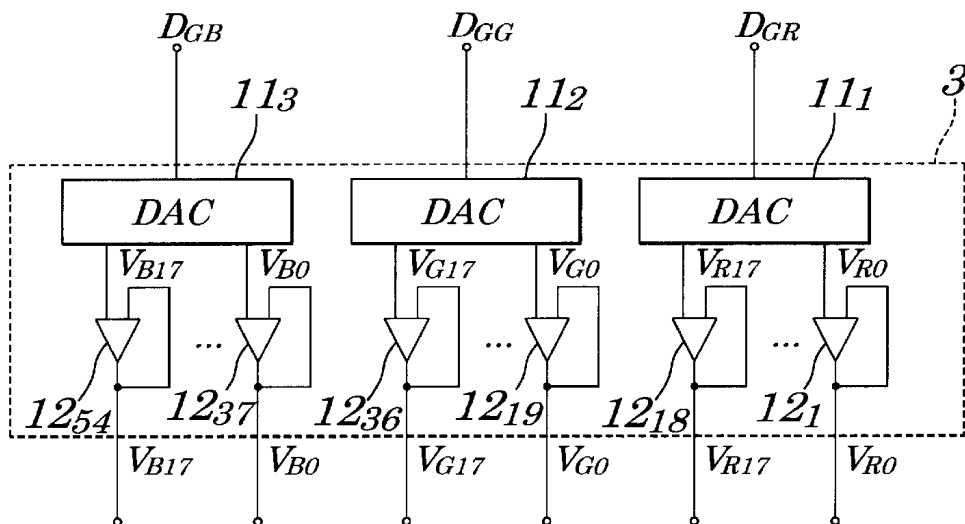 D_GB D_GG D_GR
11_3 11_2 11_1 3
DAC DAC DAC
V_B17 V_B0 V_G17 V_G0 V_R17 V_R0
... ... ...
12_54 12_37 12_36 12_19 12_18 12_1
V_B17 V_B0 V_G17 V_G0 V_R17 V_R0